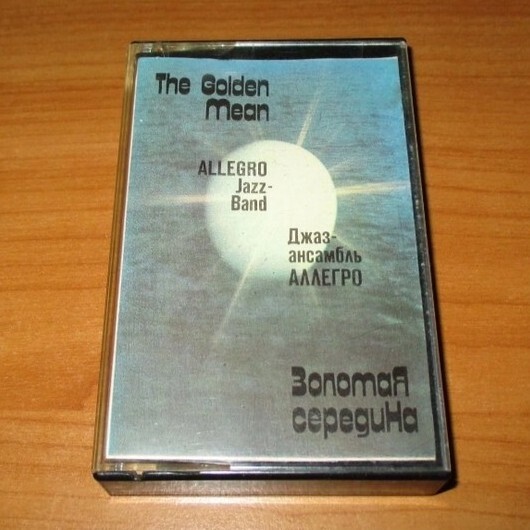 The Golden
Mean
ALLEGRO
Jazz-
Band
Джаз-
ансамбль
АЛЛЕГРО
Золотая
середина